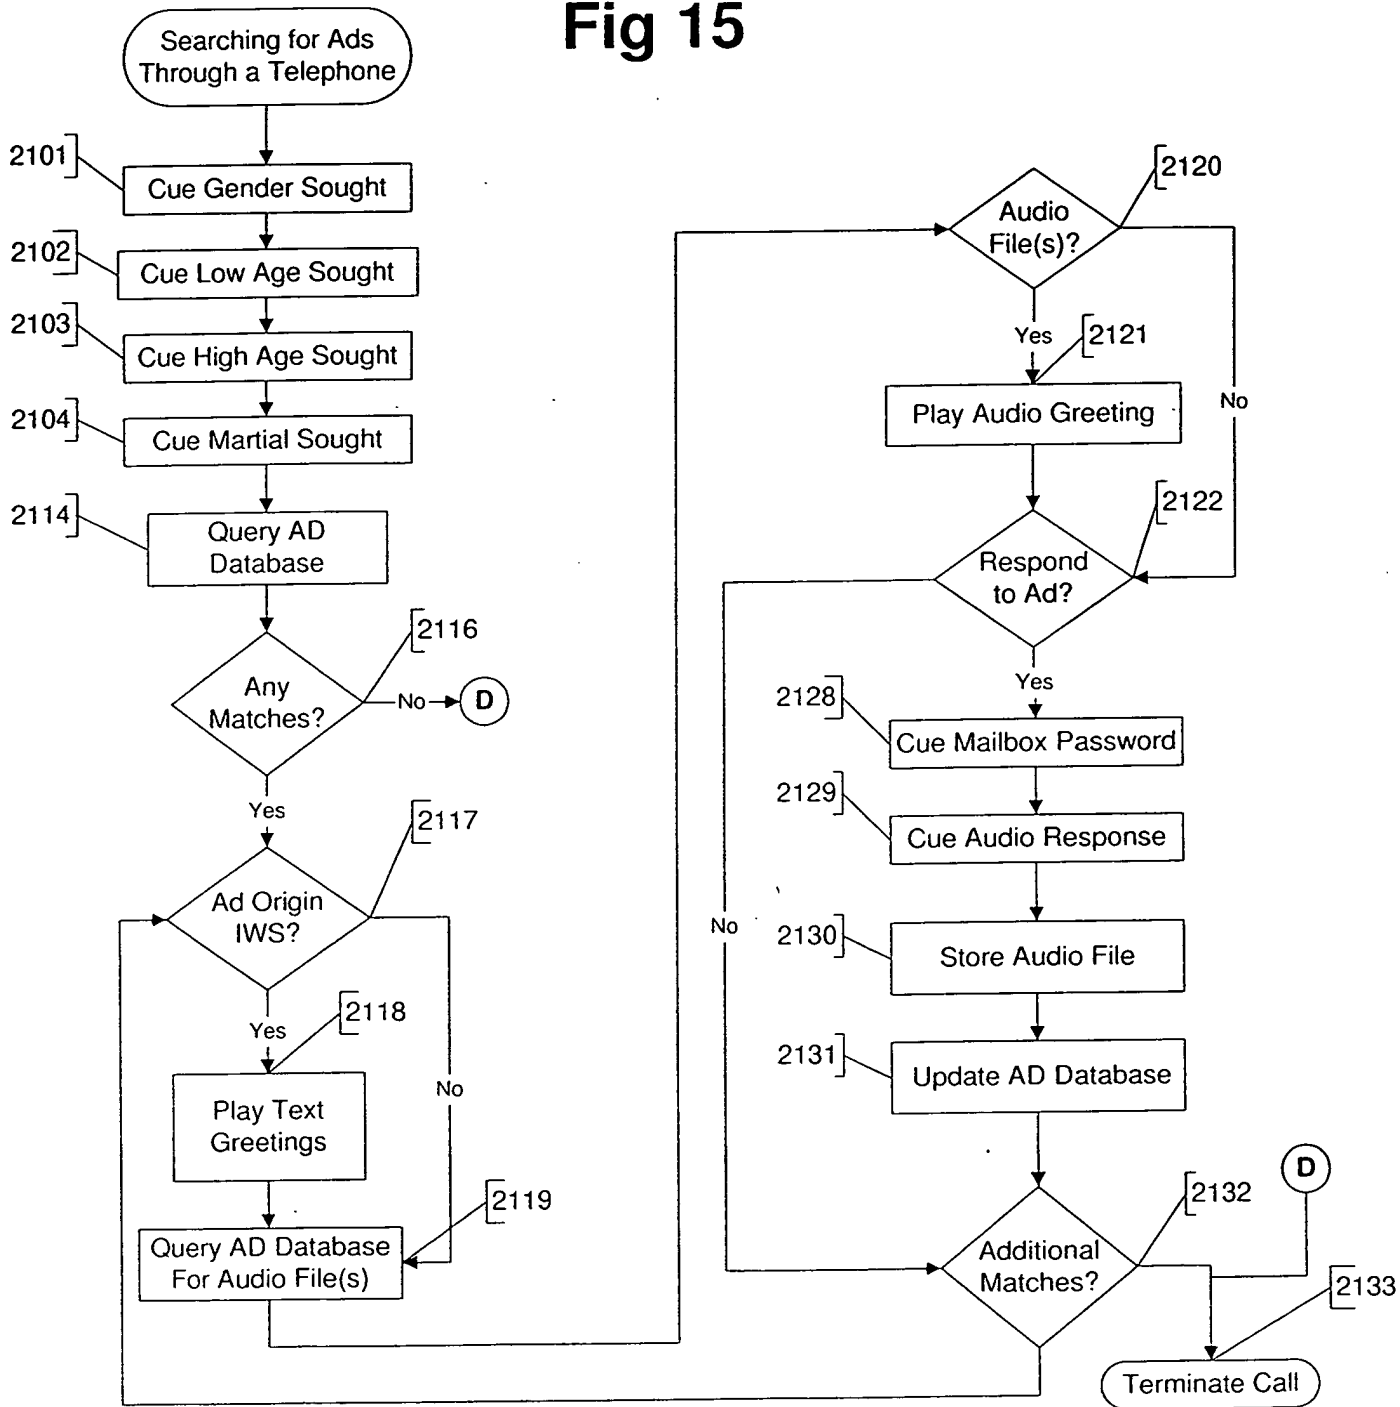 Fig 15
Searching for Ads
Through a Telephone
2101
Cue Gender Sought
2102
Cue Low Age Sought
2103
Cue High Age Sought
2104
Cue Martial Sought
2114
Query AD
Database
2116
Any
Matches?
No
D
Yes
2117
Ad Origin
IWS?
Yes
2118
No
Play Text
Greetings
2119
Query AD Database
For Audio File(s)
2120
Audio
File(s)?
Yes
2121
No
Play Audio Greeting
2122
Respond
to Ad?
Yes
2128
Cue Mailbox Password
2129
Cue Audio Response
No
2130
Store Audio File
2131
Update AD Database
D
2132
Additional
Matches?
2133
Terminate Call